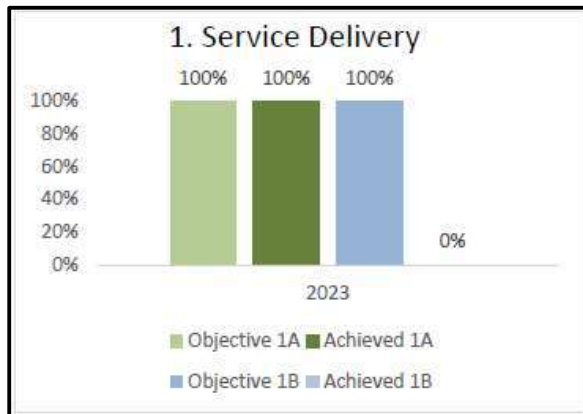 1. Service Delivery
100% 100% 100%
100%
80%
60%
40%
20%
0%
0%
2023
Objective 1A Achieved 1A
Objective 1B Achieved 1B